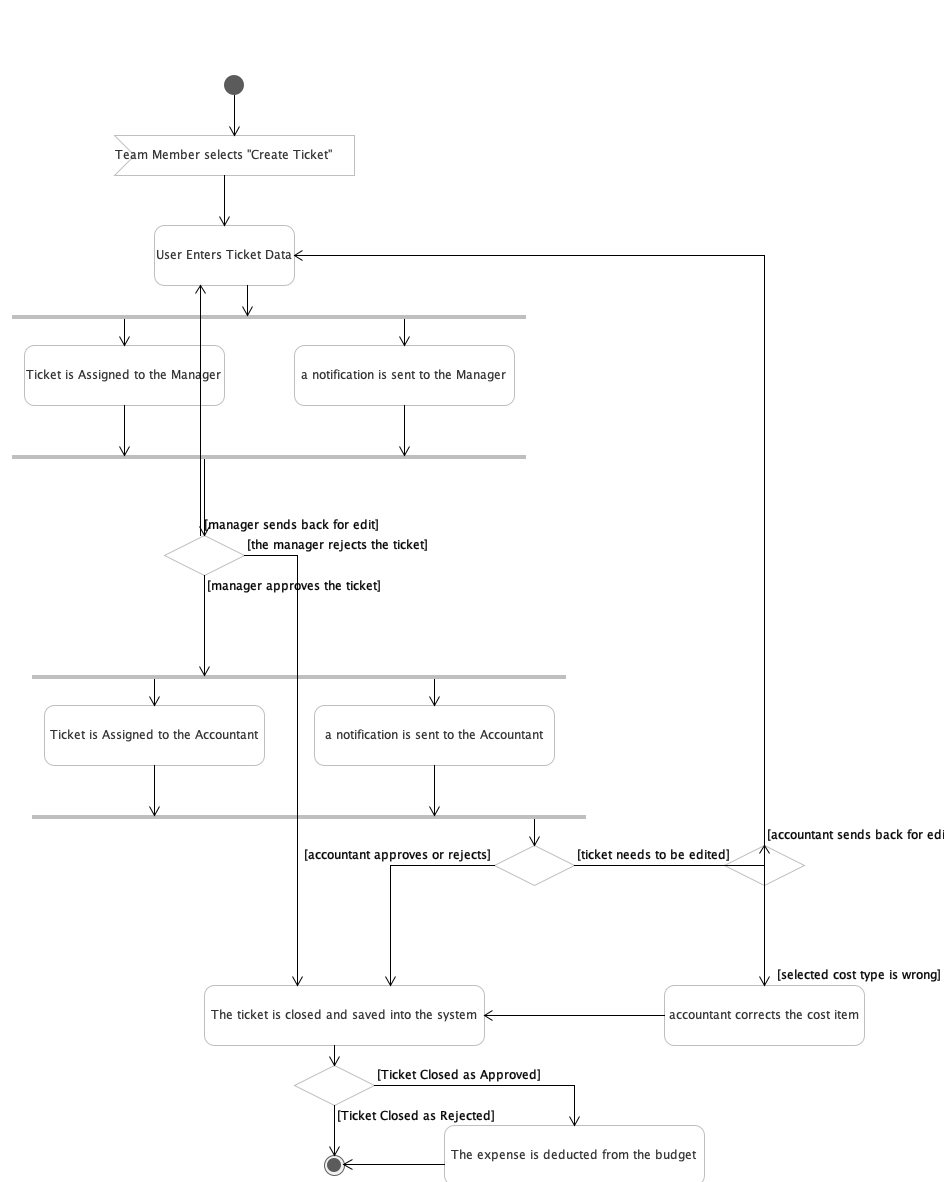 Team Member selects "Create Ticket"
User Enters Ticket Data
Ticket is Assigned to the Manager
a notification is sent to the Manager
[manager sends back for edit]
[the manager rejects the ticket]
[manager approves the ticket]
Ticket is Assigned to the Accountant
a notification is sent to the Accountant
[accountant sends back for edi
[accountant approves or rejects]
[ticket needs to be edited]
[selected cost type is wrong]
The ticket is closed and saved into the system
accountant corrects the cost item
[Ticket Closed as Approved]
[Ticket Closed as Rejected]
The expense is deducted from the budget